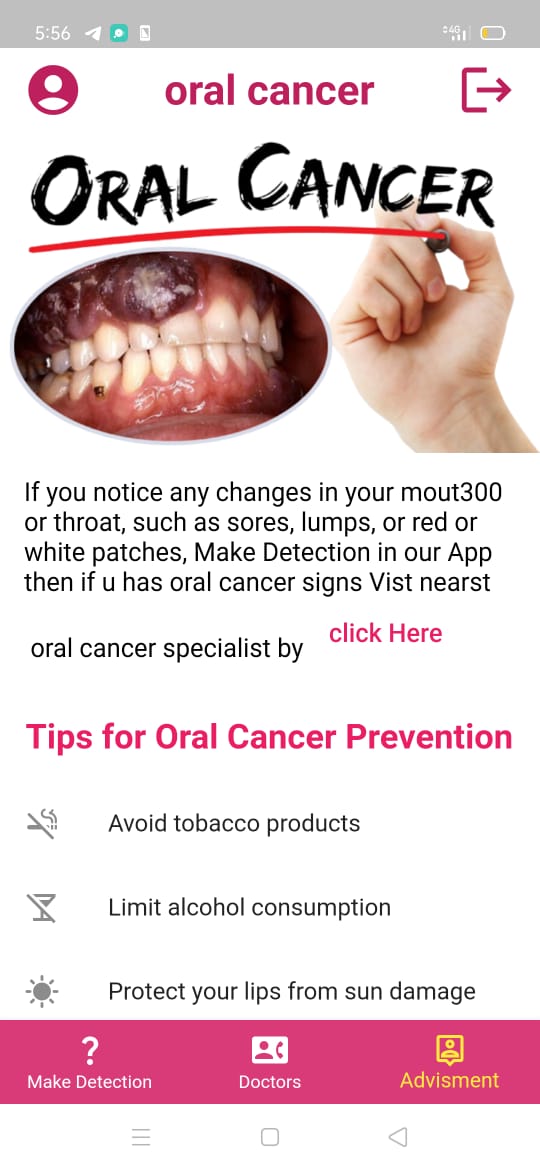 5:56
4G
oral cancer
ORAL CANCER
If you notice any changes in your mout300
or throat, such as sores, lumps, or red or
white patches, Make Detection in our App
then if u has oral cancer signs Vist nearst
oral cancer specialist by click Here
Tips for Oral Cancer Prevention
Avoid tobacco products
Limit alcohol consumption
Protect your lips from sun damage
?
Make Detection Doctors Advisment